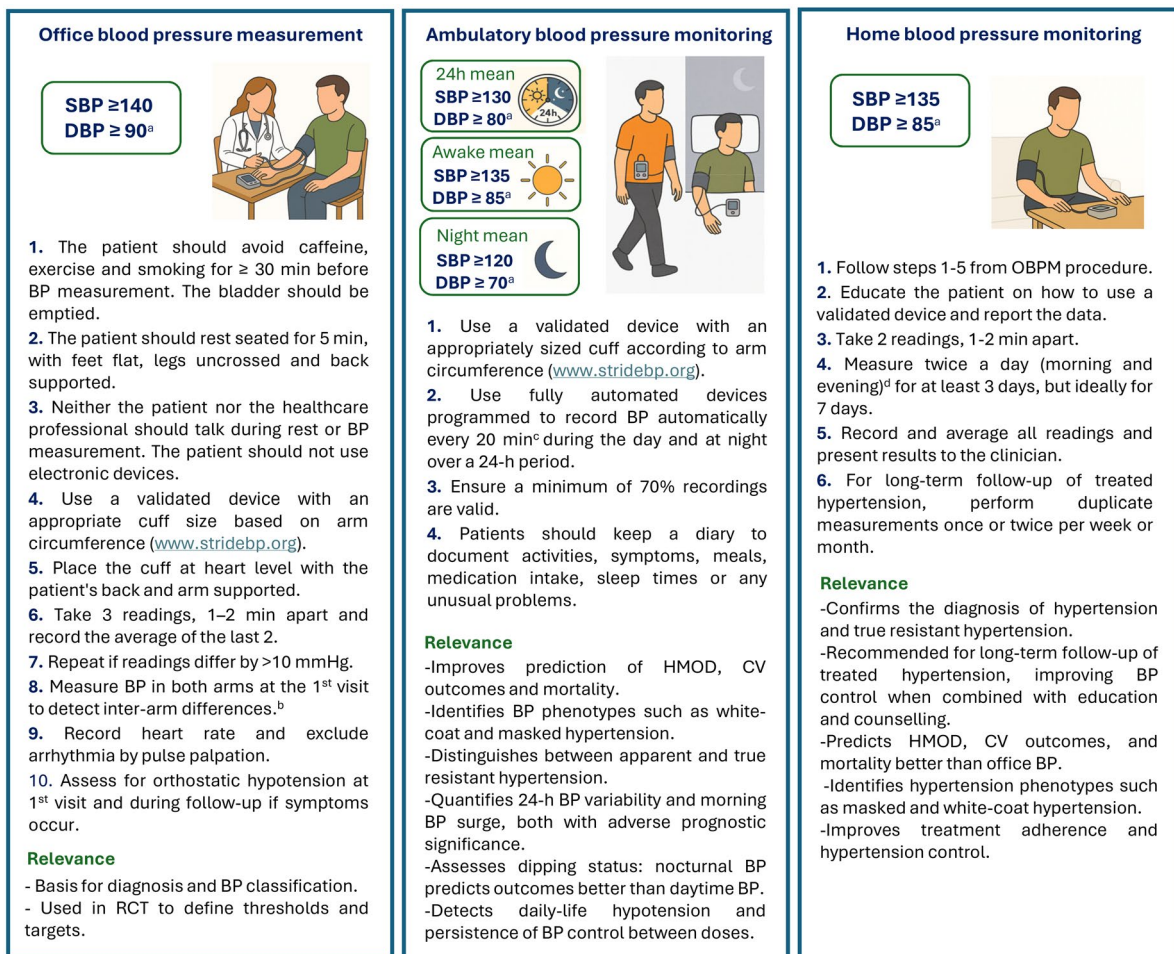 Office blood pressure measurement
SBP ≥140
DBP ≥ 90ᵃ
1. The patient should avoid caffeine,
exercise and smoking for ≥ 30 min before
BP measurement. The bladder should be
emptied.
2. The patient should rest seated for 5 min,
with feet flat, legs uncrossed and back
supported.
3. Neither the patient nor the healthcare
professional should talk during rest or BP
measurement. The patient should not use
electronic devices.
4. Use a validated device with an
appropriate cuff size based on arm
circumference (www.stridebp.org).
5. Place the cuff at heart level with the
patient's back and arm supported.
6. Take 3 readings, 1–2 min apart and
record the average of the last 2.
7. Repeat if readings differ by >10 mmHg.
8. Measure BP in both arms at the 1ˢᵗ visit
to detect inter-arm differences.ᵇ
9. Record heart rate and exclude
arrhythmia by pulse palpation.
10. Assess for orthostatic hypotension at
1ˢᵗ visit and during follow-up if symptoms
occur.
Relevance
- Basis for diagnosis and BP classification.
- Used in RCT to define thresholds and
targets.
Ambulatory blood pressure monitoring
24h mean
SBP ≥130
DBP ≥ 80ᵃ
24h
Awake mean
SBP ≥135
DBP ≥ 85ᵃ
Night mean
SBP ≥120
DBP ≥ 70ᵃ
1. Use a validated device with an
appropriately sized cuff according to arm
circumference (www.stridebp.org).
2. Use fully automated devices
programmed to record BP automatically
every 20 minᶜ during the day and at night
over a 24-h period.
3. Ensure a minimum of 70% recordings
are valid.
4. Patients should keep a diary to
document activities, symptoms, meals,
medication intake, sleep times or any
unusual problems.
Relevance
-Improves prediction of HMOD, CV
outcomes and mortality.
-Identifies BP phenotypes such as white-
coat and masked hypertension.
-Distinguishes between apparent and true
resistant hypertension.
-Quantifies 24-h BP variability and morning
BP surge, both with adverse prognostic
significance.
-Assesses dipping status: nocturnal BP
predicts outcomes better than daytime BP.
-Detects daily-life hypotension and
persistence of BP control between doses.
Home blood pressure monitoring
SBP ≥135
DBP ≥ 85ᵃ
1. Follow steps 1-5 from OBPM procedure.
2. Educate the patient on how to use a
validated device and report the data.
3. Take 2 readings, 1-2 min apart.
4. Measure twice a day (morning and
evening)ᵈ for at least 3 days, but ideally for
7 days.
5. Record and average all readings and
present results to the clinician.
6. For long-term follow-up of treated
hypertension, perform duplicate
measurements once or twice per week or
month.
Relevance
-Confirms the diagnosis of hypertension
and true resistant hypertension.
-Recommended for long-term follow-up of
treated hypertension, improving BP
control when combined with education
and counselling.
-Predicts HMOD, CV outcomes, and
mortality better than office BP.
-Identifies hypertension phenotypes such
as masked and white-coat hypertension.
-Improves treatment adherence and
hypertension control.